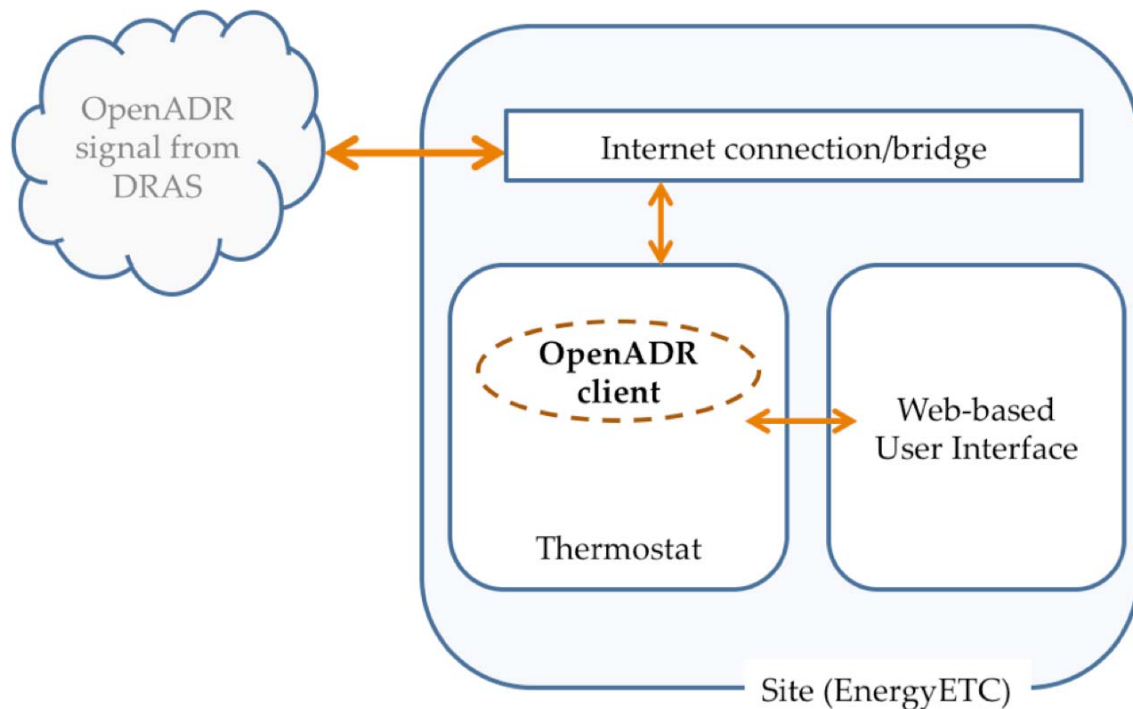 OpenADR
signal from
DRAS
Internet connection/bridge
OpenADR
client
Thermostat
Web-based
User Interface
Site (EnergyETC)